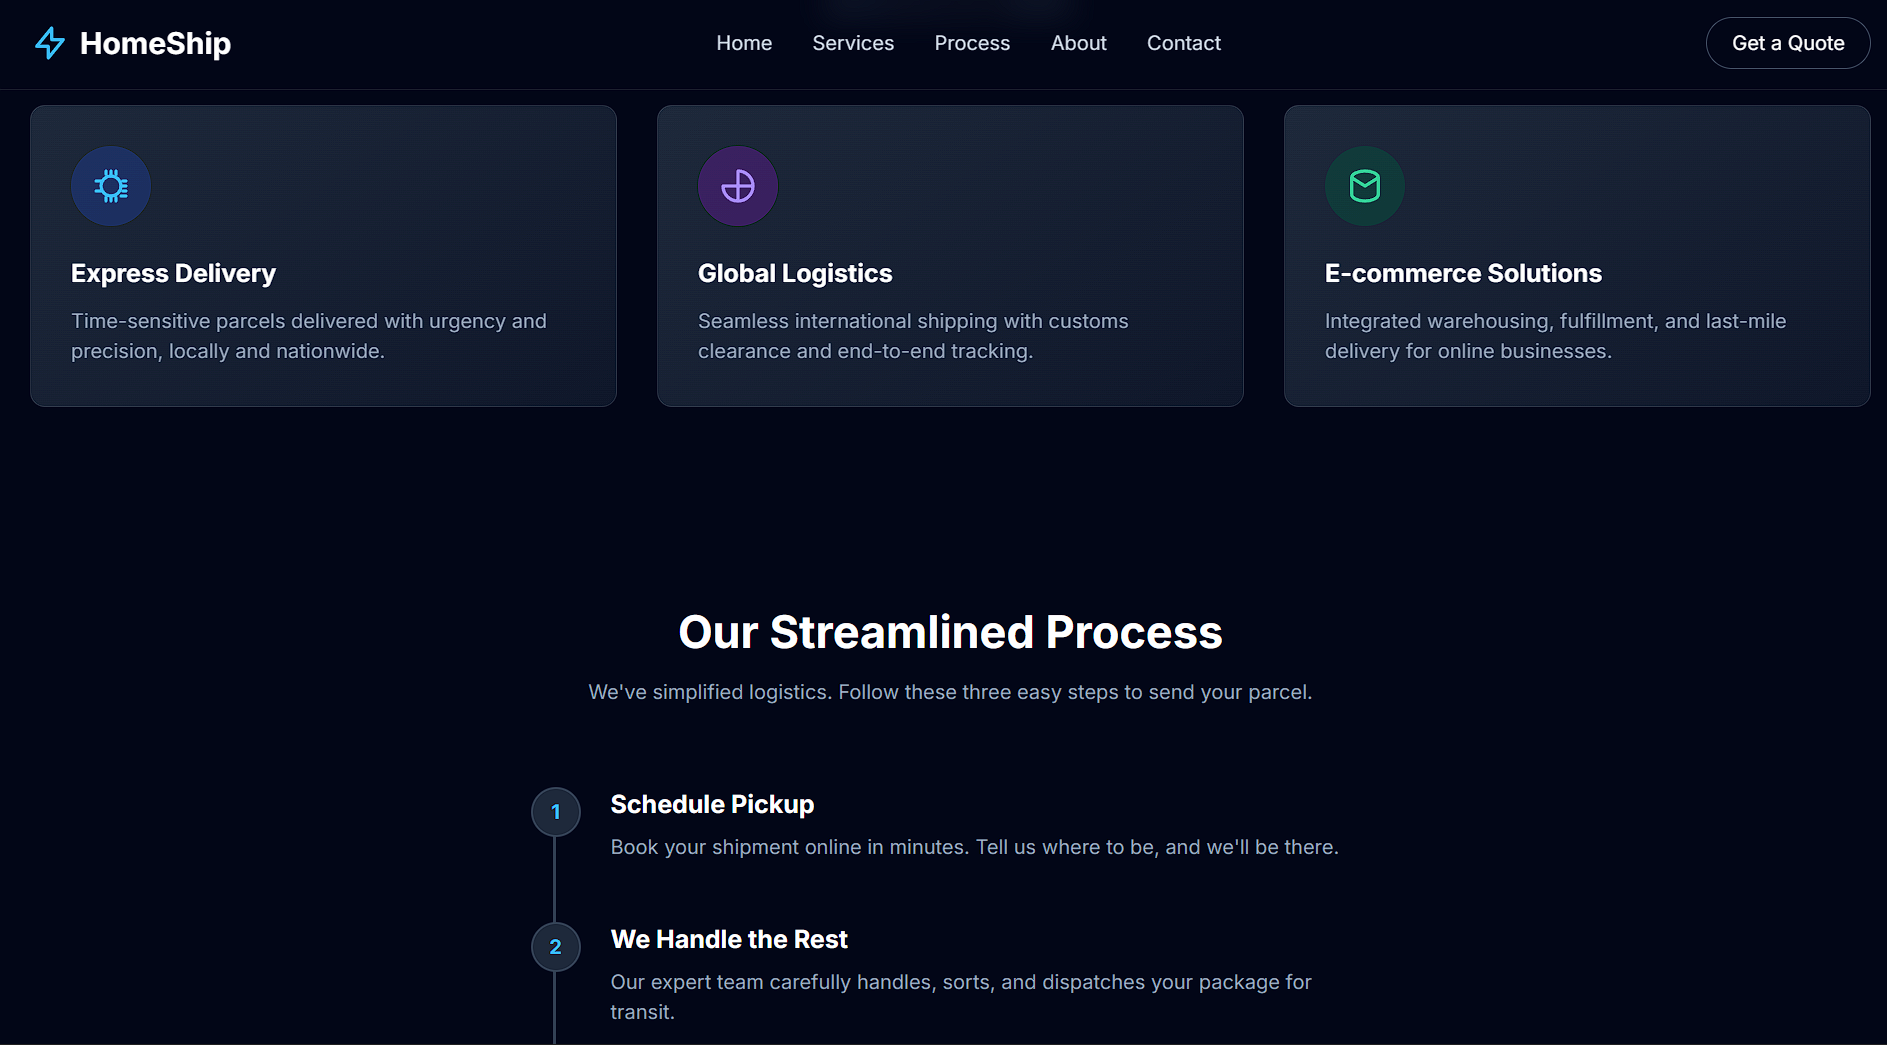 HomeShip
Home
Services
Process
About
Contact
Get a Quote
Express Delivery
Time-sensitive parcels delivered with urgency and
precision, locally and nationwide.
Global Logistics
Seamless international shipping with customs
clearance and end-to-end tracking.
E-commerce Solutions
Integrated warehousing, fulfillment, and last-mile
delivery for online businesses.
Our Streamlined Process
We've simplified logistics. Follow these three easy steps to send your parcel.
1
Schedule Pickup
Book your shipment online in minutes. Tell us where to be, and we'll be there.
2
We Handle the Rest
Our expert team carefully handles, sorts, and dispatches your package for
transit.